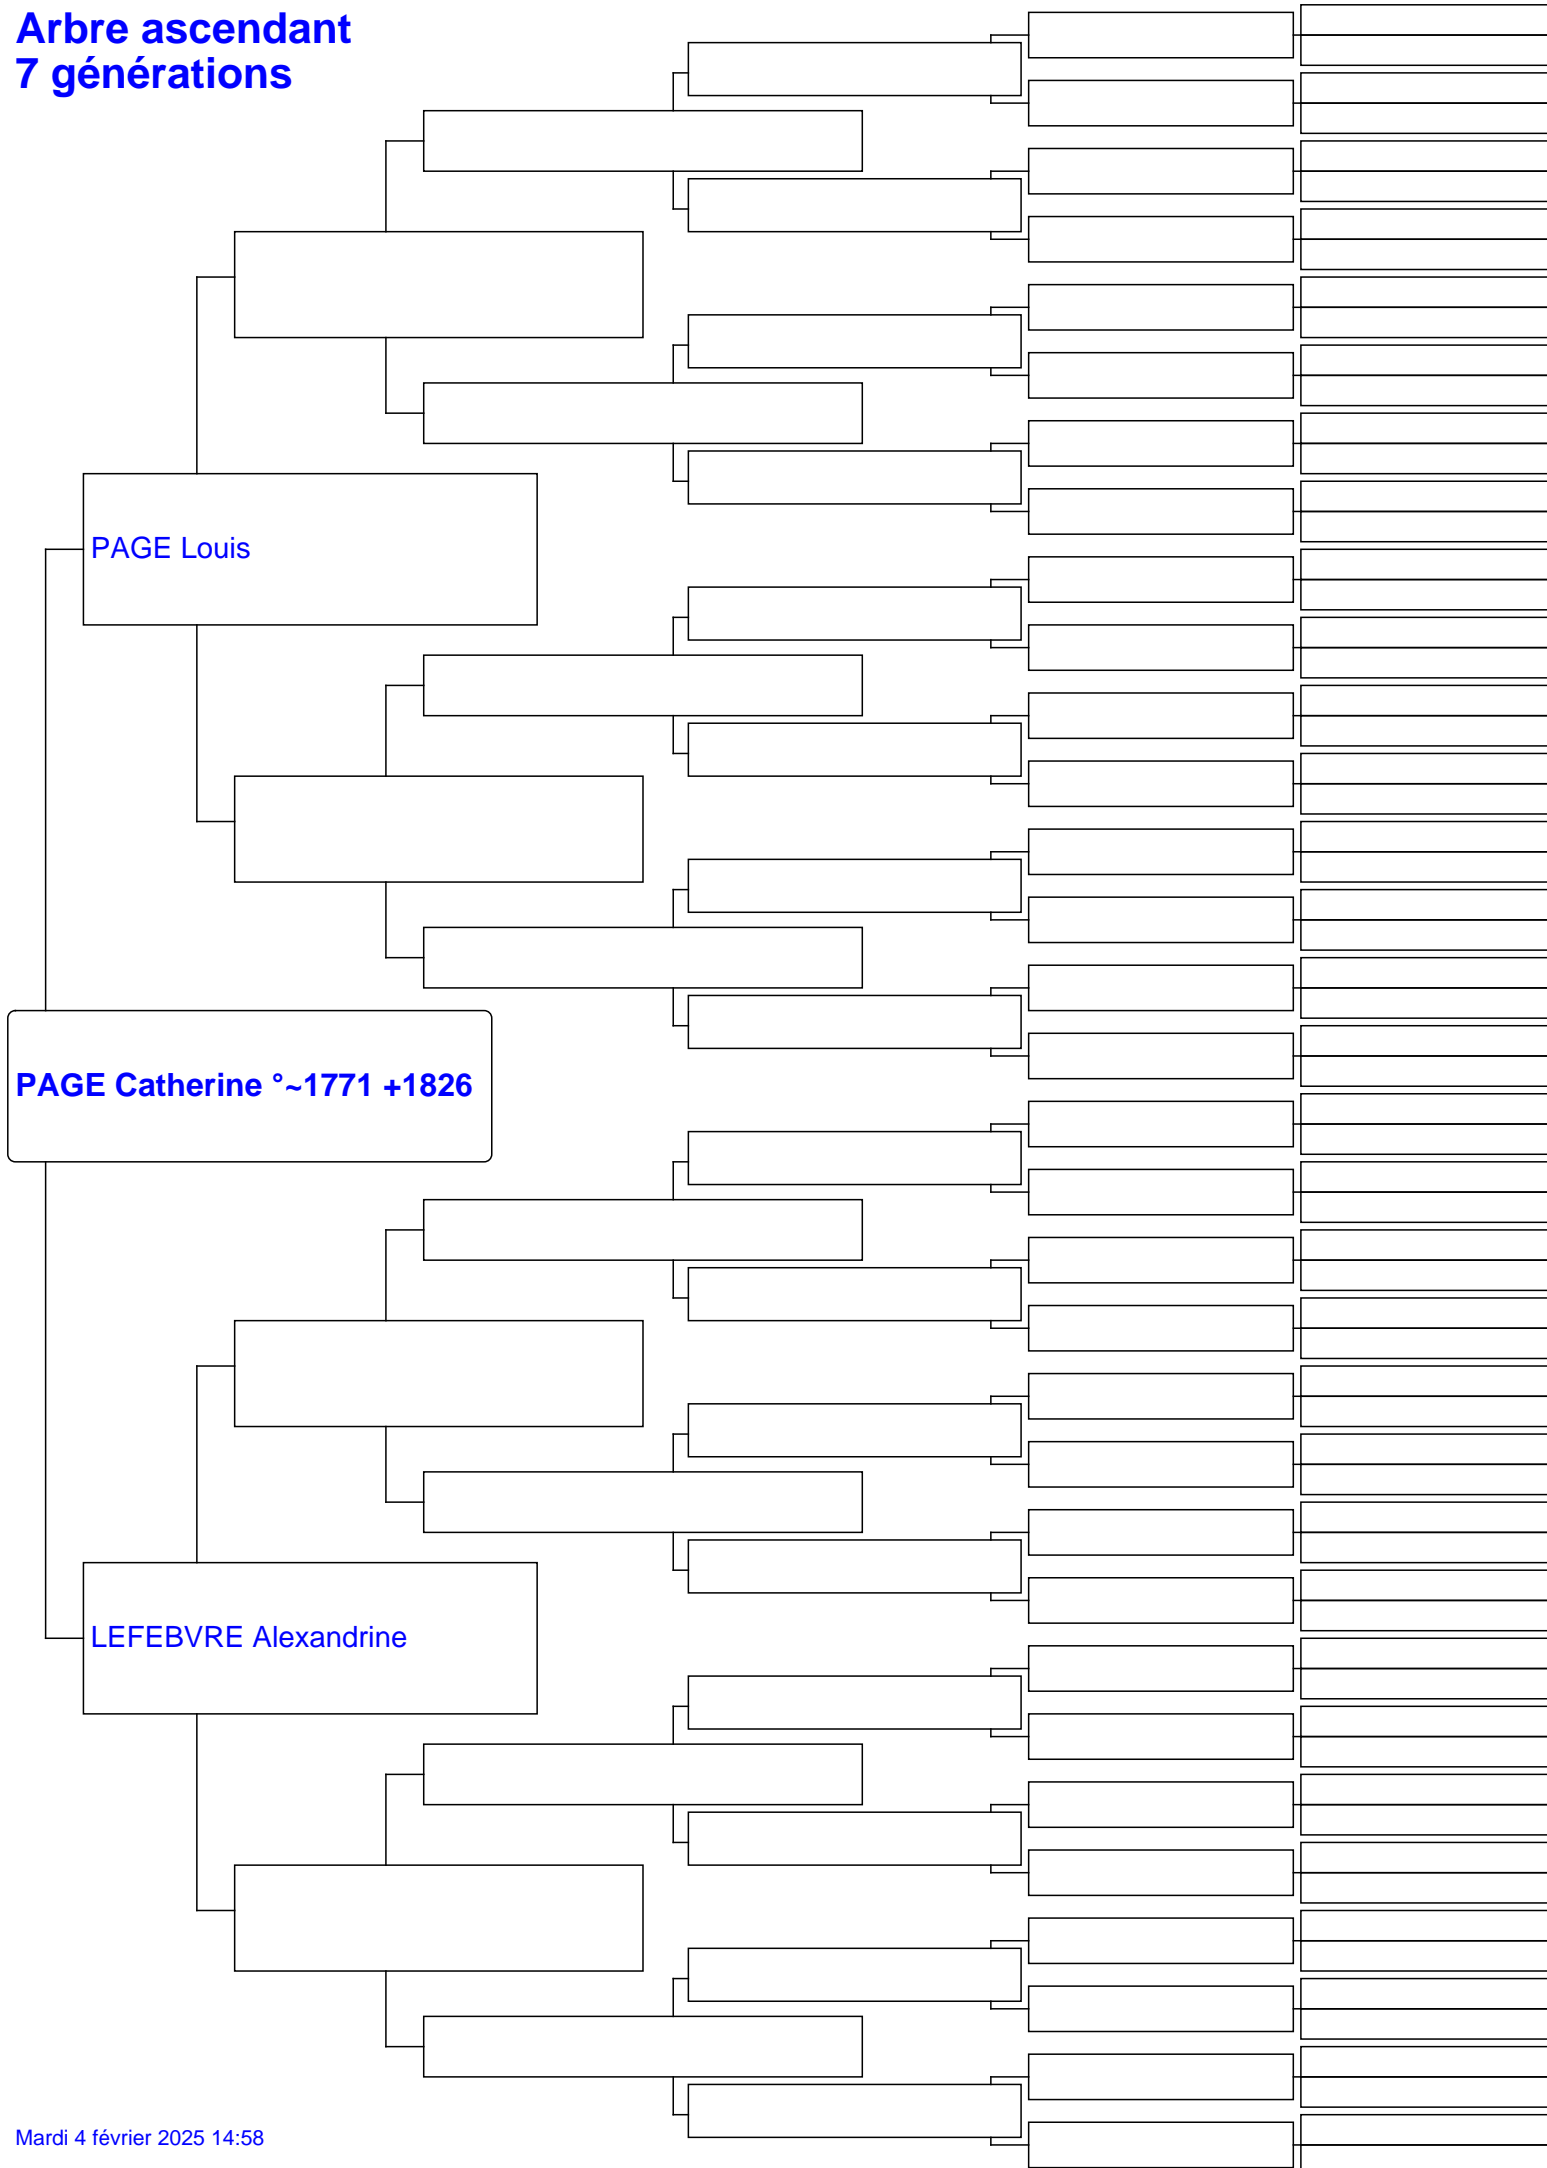 Arbre ascendant
7 générations
PAGE Louis
PAGE Catherine °~1771 +1826
LEFEBVRE Alexandrine
Mardi 4 février 2025 14:58